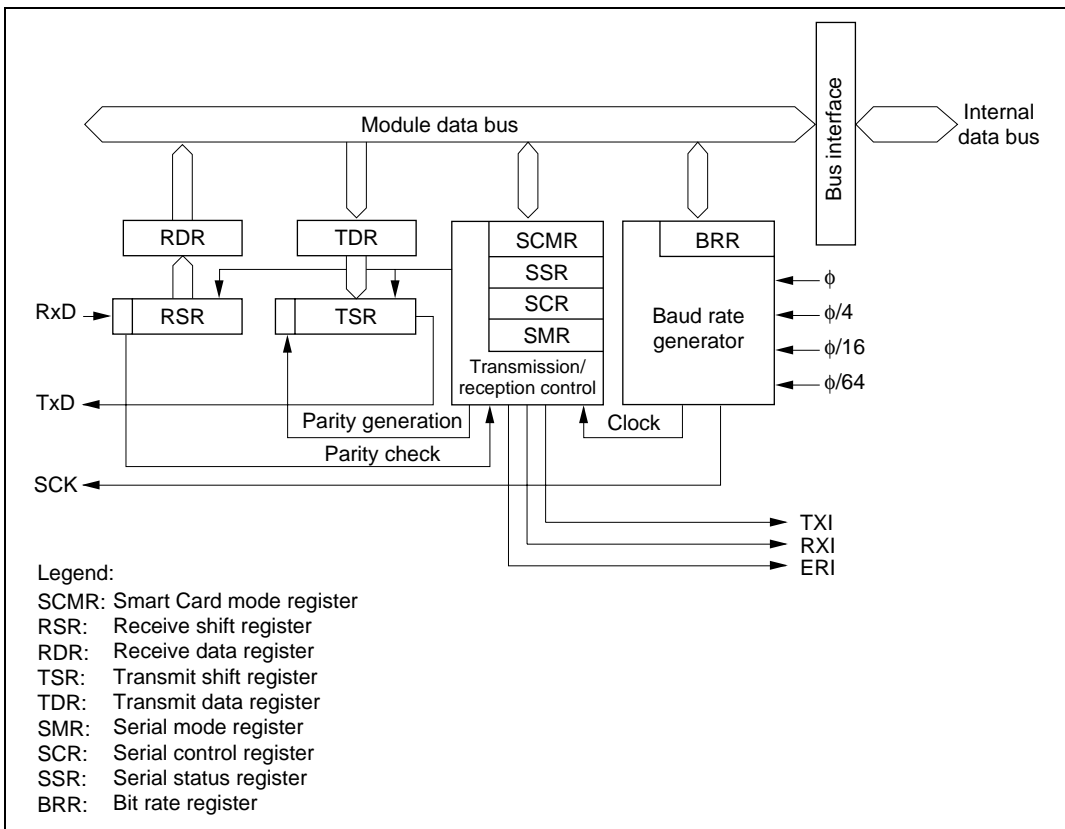 Module data bus
Bus interface
Internal
data bus
RDR
TDR
SCMR
BRR
SSR
SCR
SMR
RxD
RSR
TSR
Baud rate
generator
Transmission/
reception control
φ
φ/4
φ/16
φ/64
TxD
Parity generation
Clock
Parity check
SCK
TXI
RXI
ERI
Legend:
SCMR: Smart Card mode register
RSR: Receive shift register
RDR: Receive data register
TSR: Transmit shift register
TDR: Transmit data register
SMR: Serial mode register
SCR: Serial control register
SSR: Serial status register
BRR: Bit rate register